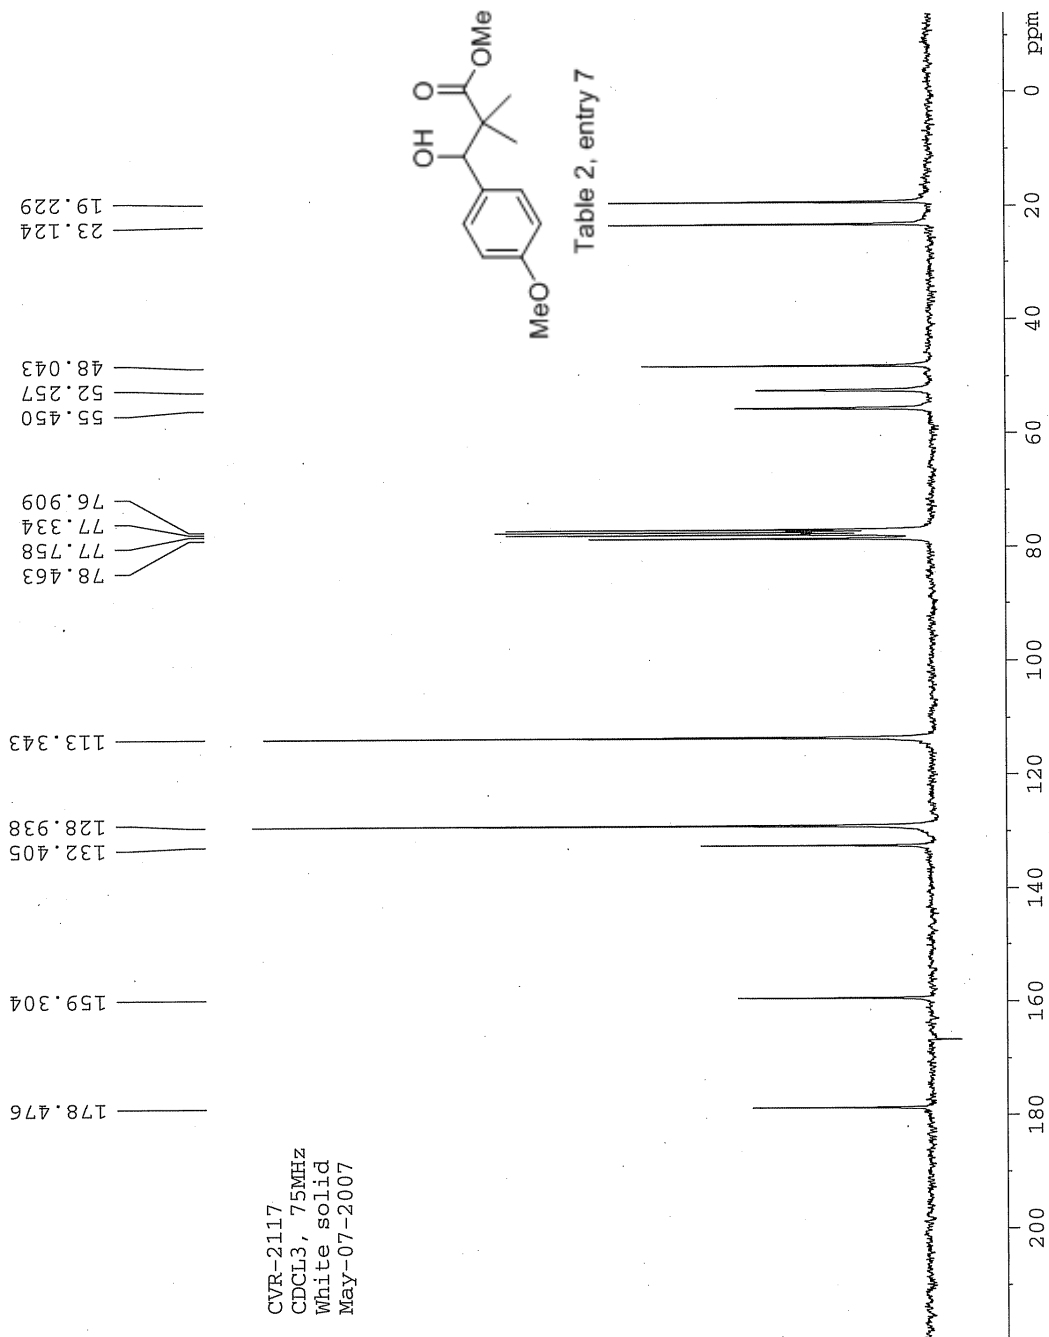 178.476
159.304
132.405
128.938
113.343
78.463
77.758
77.334
76.909
55.450
52.257
48.043
23.124
19.229
CVR-2117
CDCL3, 75MHz
White solid
May-07-2007
OH
O
OMe
MeO
Table 2, entry 7
200
180
160
140
120
100
80
60
40
20
0
ppm